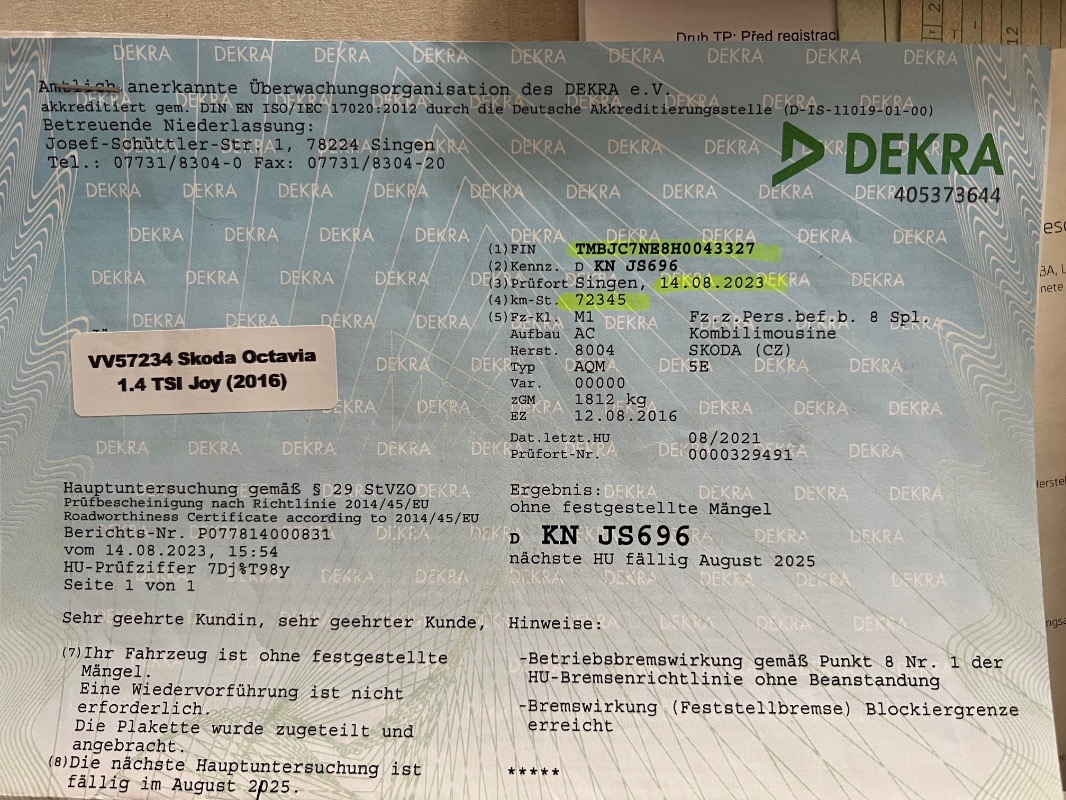 Druh TP: Před registrací
12
Amtlich anerkannte Überwachungsorganisation des DEKRA e.V.
akkreditiert gem. DIN EN ISO/IEC 17020:2012 durch die Deutsche Akkreditierungsstelle (D-IS-11019-01-00)
Betreuende Niederlassung:
Josef-Schüttler-Str. 1, 78224 Singen
Tel.: 07731/8304-0 Fax: 07731/8304-20
DEKRA
405373644
(1) FIN TMBJC7NE8H0043327
(2) Kennz. D KN JS696
(3) Prüfort Singen, 14.08.2023
(4) km-St. 72345
(5) Fz-Kl. M1 Fz.z.Pers.bef.b. 8 Spl.
Aufbau AC Kombilimousine
Herst. 8004 SKODA (CZ)
Typ AQM 5E
Var. 00000
zGM 1812 kg
EZ 12.08.2016
Dat.letzt.HU 08/2021
Prüfort-Nr. 0000329491
VV57234 Skoda Octavia
1.4 TSI Joy (2016)
Hauptuntersuchung gemäß § 29 StVZO
Prüfbescheinigung nach Richtlinie 2014/45/EU
Roadworthiness Certificate according to 2014/45/EU
Berichts-Nr. P077814000831
vom 14.08.2023, 15:54
HU-Prüfziffer 7Dj%T98y
Seite 1 von 1
Ergebnis:
ohne festgestellte Mängel
D KN JS696
nächste HU fällig August 2025
Sehr geehrte Kundin, sehr geehrter Kunde,
(7) Ihr Fahrzeug ist ohne festgestellte
Mängel.
Eine Wiedervorführung ist nicht
erforderlich.
Die Plakette wurde zugeteilt und
angebracht.
(8) Die nächste Hauptuntersuchung ist
fällig im August 2025.
Hinweise:
-Betriebsbremswirkung gemäß Punkt 8 Nr. 1 der
HU-Bremsenrichtlinie ohne Beanstandung
-Bremswirkung (Feststellbremse) Blockiergrenze
erreicht
*****